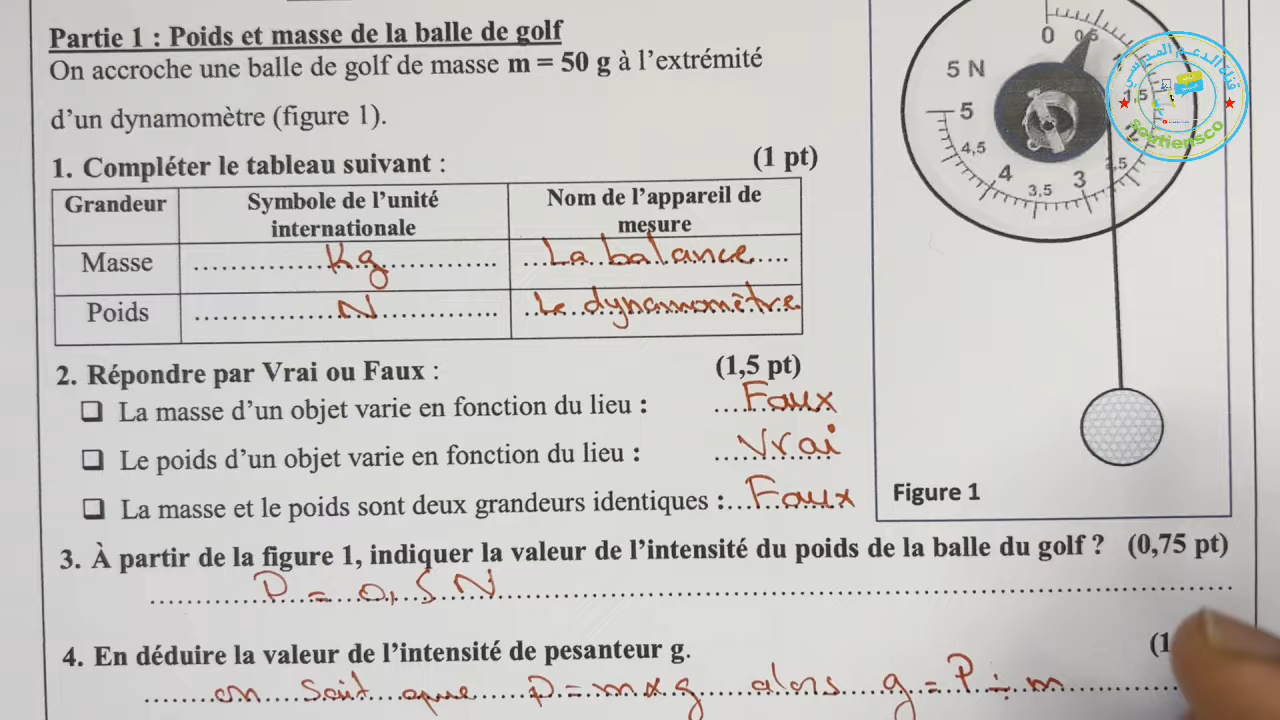 Partie 1 : Poids et masse de la balle de golf
On accroche une balle de golf de masse m = 50 g à l'extrémité
d'un dynamomètre (figure 1).
1. Compléter le tableau suivant : (1 pt)
Grandeur Symbole de l'unité internationale Nom de l'appareil de mesure
Masse Kg La balance
Poids N Le dynamomètre
2. Répondre par Vrai ou Faux : (1,5 pt)
La masse d'un objet varie en fonction du lieu : Faux
Le poids d'un objet varie en fonction du lieu : Vrai
La masse et le poids sont deux grandeurs identiques : Faux
3. À partir de la figure 1, indiquer la valeur de l'intensité du poids de la balle du golf ? (0,75 pt)
P = 0,5 N
4. En déduire la valeur de l'intensité de pesanteur g. (1
on sait que P = m x g alors g = P ÷ m
0 0,5
1,5
2
2,5
3
3,5
4
4,5
5
5 N
Figure 1
قناة الدعم المدرسي
Soutiensco